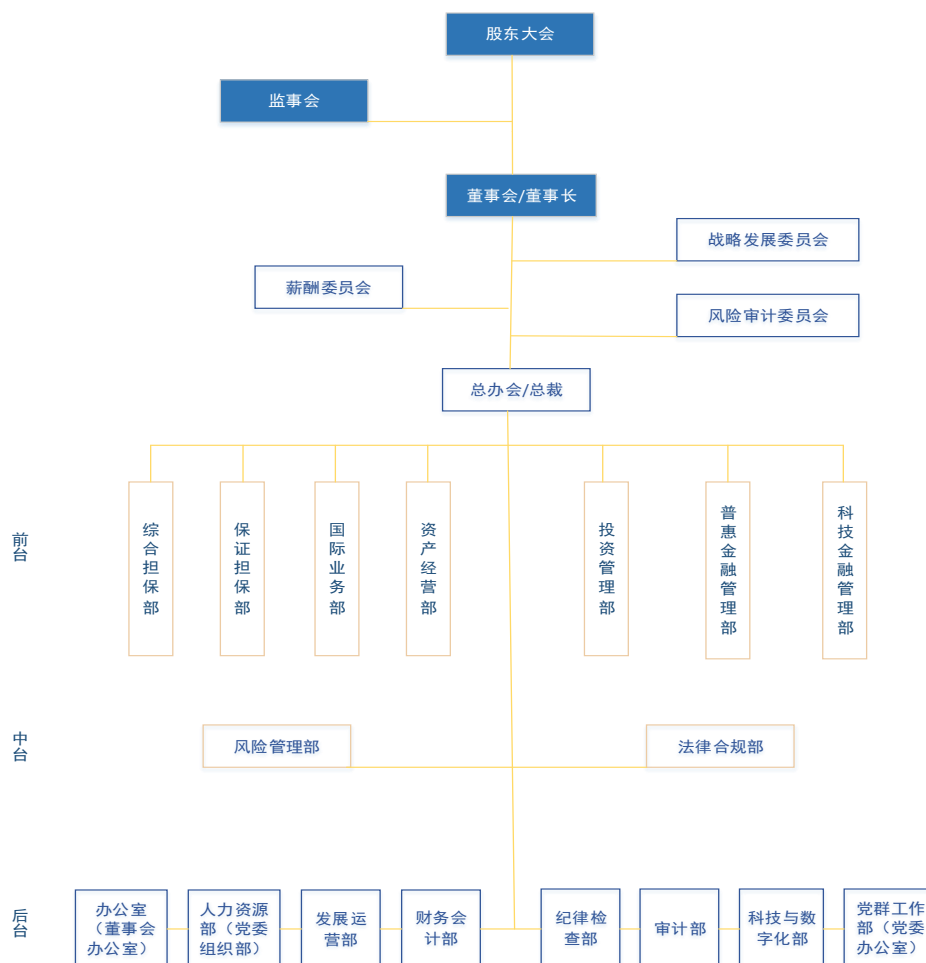 股东大会
监事会
董事会/董事长
战略发展委员会
薪酬委员会
风险审计委员会
总办会/总裁
前台
综合担保部
保证担保部
国际业务部
资产经营部
投资管理部
普惠金融管理部
科技金融管理部
中台
风险管理部
法律合规部
后台
办公室
（董事会
办公室）
人力资源
部（党委
组织部）
发展运
营部
财务会
计部
纪律检
查部
审计部
科技与数
字化部
党群工作
部（党委
办公室）